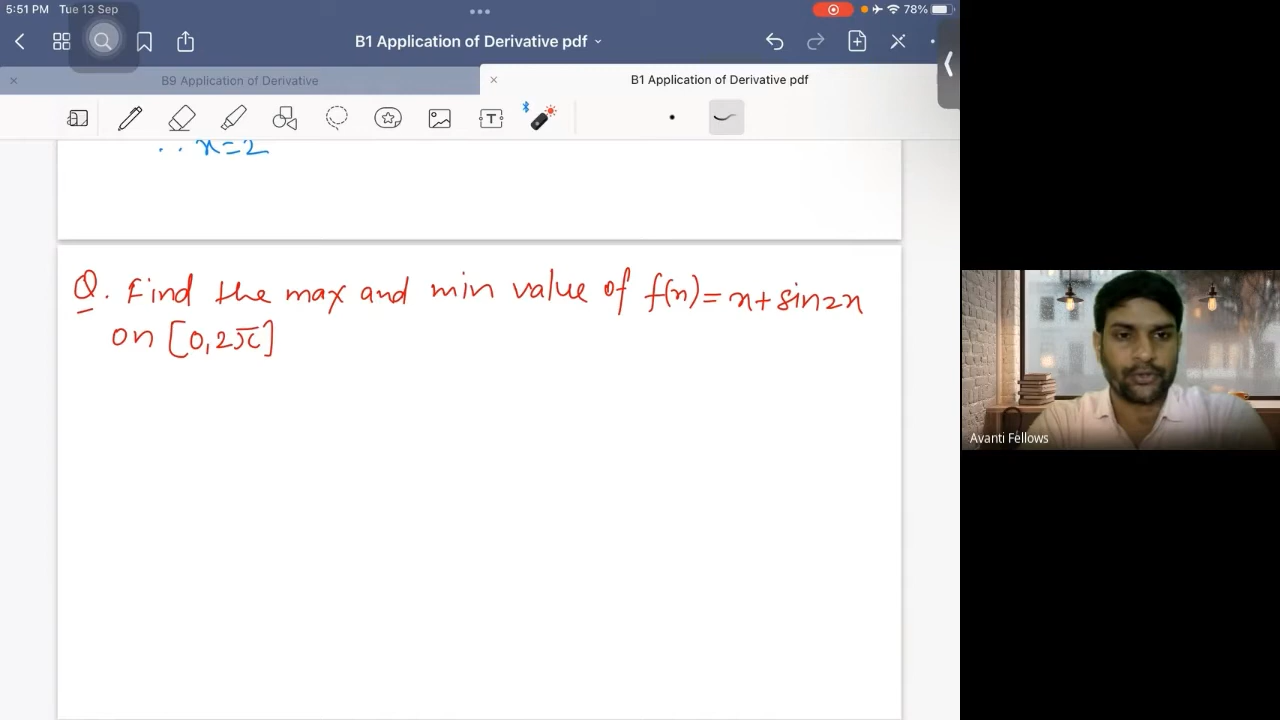 5:51 PM Tue 13 Sep
78%
B1 Application of Derivative pdf
B9 Application of Derivative
B1 Application of Derivative pdf
T
∴ x=2
Q. Find the max and min value of f(x)=x+sin2x
on [0,2π]
Avanti Fellows